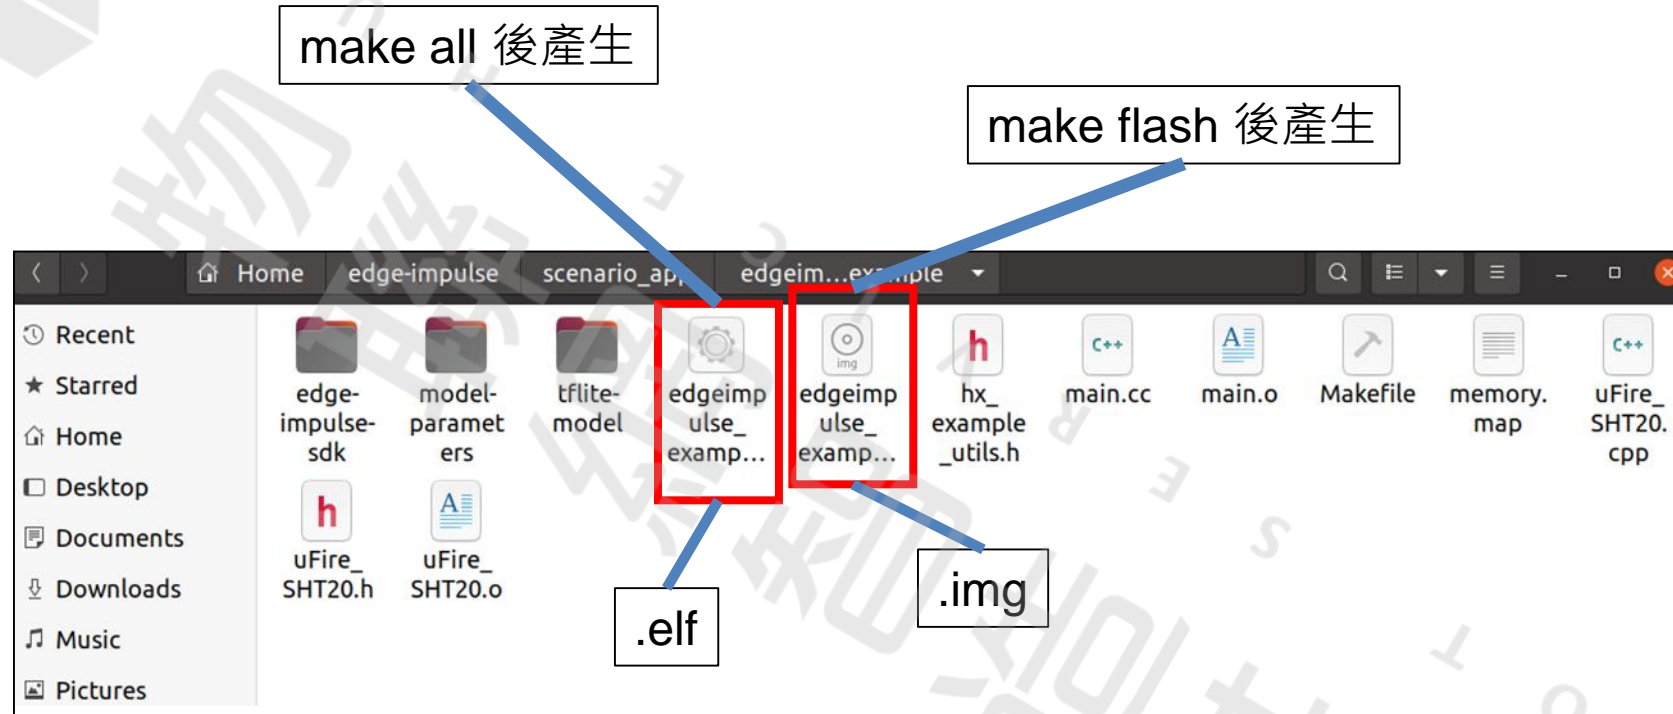 make all 後產生
make flash 後產生
Home edge-impulse scenario_app edgeim...example
Recent
Starred
Home
Desktop
Documents
Downloads
Music
Pictures
edge-
impulse-
sdk
model-
paramet
ers
tflite-
model
edgeimp
ulse_
examp...
img
edgeimp
ulse_
examp...
h
hx_
example
_utils.h
C++
main.cc
A
main.o
Makefile
memory.
map
C++
uFire_
SHT20.
cpp
h
uFire_
SHT20.h
A
uFire_
SHT20.o
.elf
.img